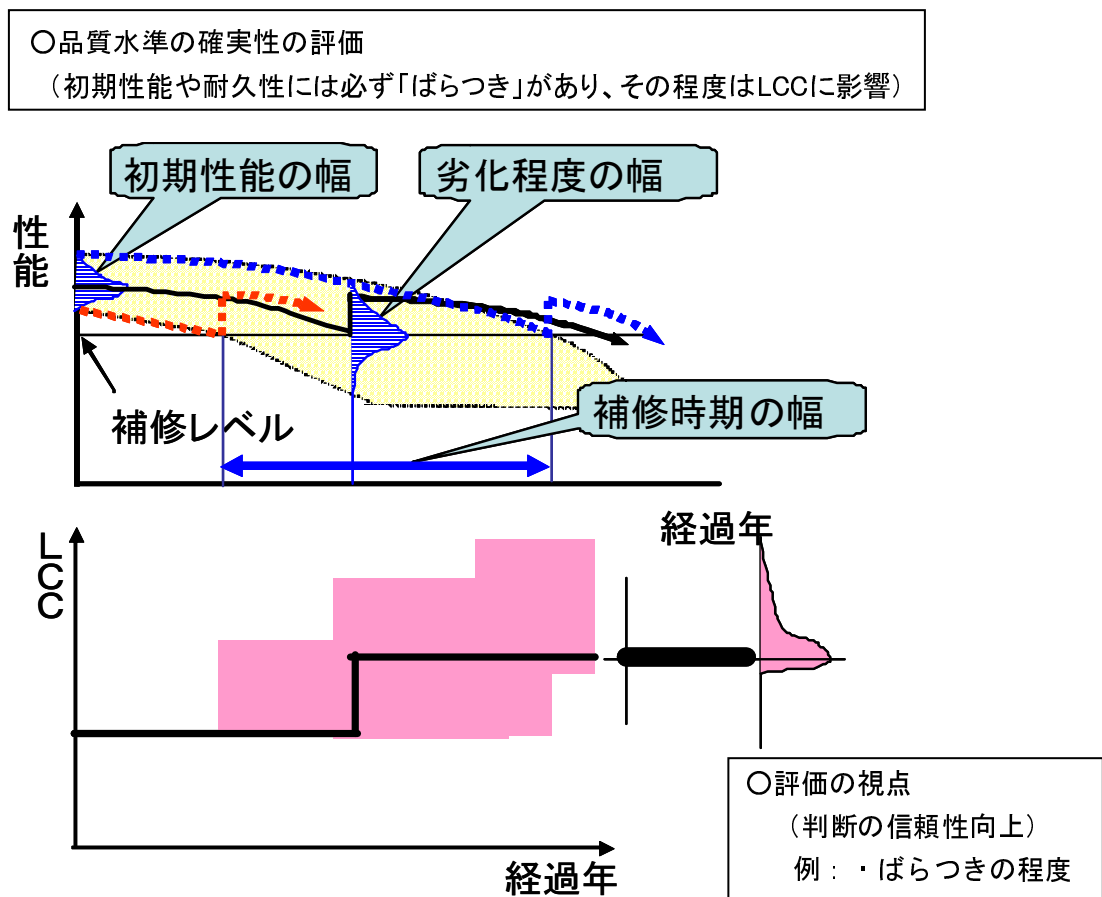 ○品質水準の確実性の評価
（初期性能や耐久性には必ず「ばらつき」があり、その程度はLCCに影響）
初期性能の幅
劣化程度の幅
性能
補修レベル
補修時期の幅
経過年
LCC
経過年
○評価の視点
（判断の信頼性向上）
例：・ばらつきの程度